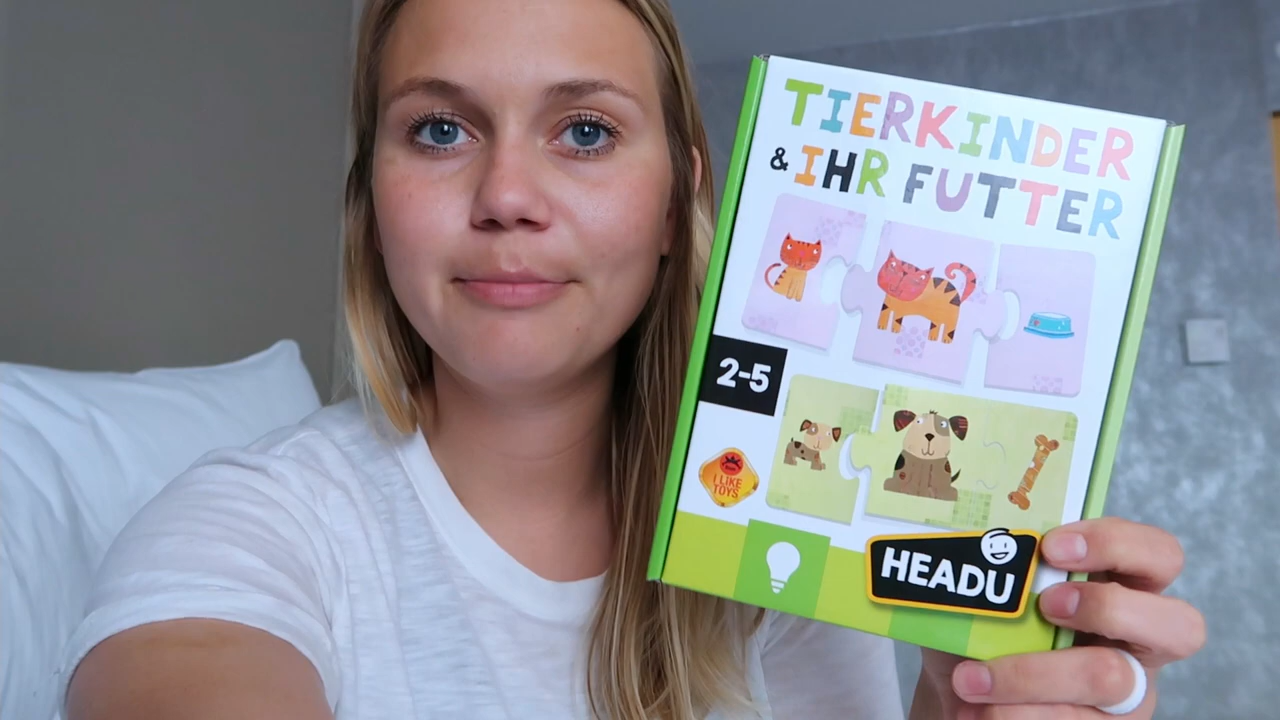 TIERKINDER
& IHR FUTTER
2-5
I LIKE
TOYS
HEADU